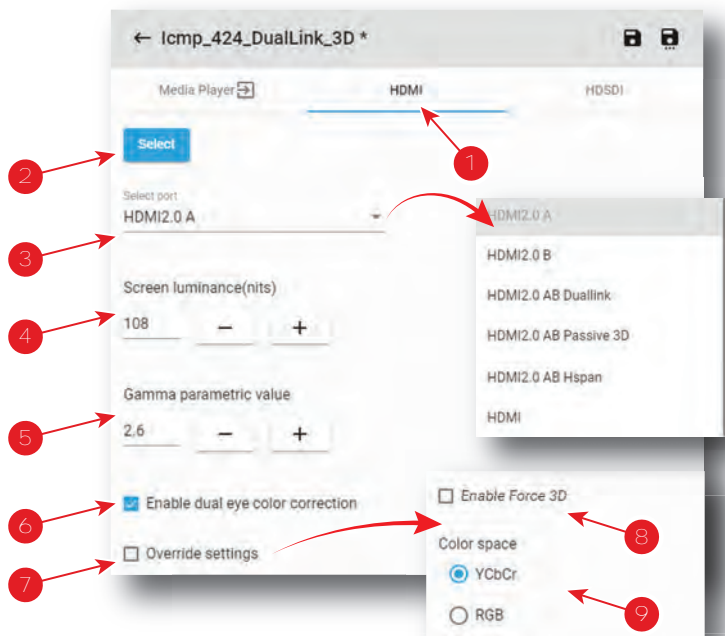 ← Icmp_424_DualLink_3D *
Media Player
HDMI
HDSDI
1
Select
2
Select port
HDMI2.0 A
3
HDMI2.0 A
HDMI2.0 B
HDMI2.0 AB Duallink
HDMI2.0 AB Passive 3D
HDMI2.0 AB Hspan
HDMI
Screen luminance(nits)
108
−
+
4
Gamma parametric value
2.6
−
+
5
Enable dual eye color correction
6
Override settings
7
Enable Force 3D
8
Color space
YCbCr
RGB
9